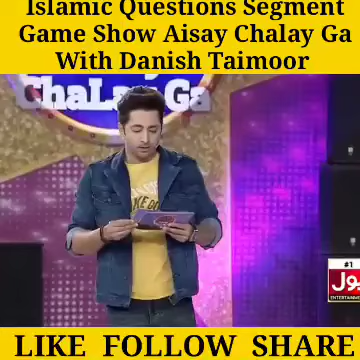 Islamic Questions Segment
Game Show Aisay Chalay Ga
With Danish Taimoor
ChaLay Ga
#1
بول
ENTERTAINMENT
LIKE FOLLOW SHARE